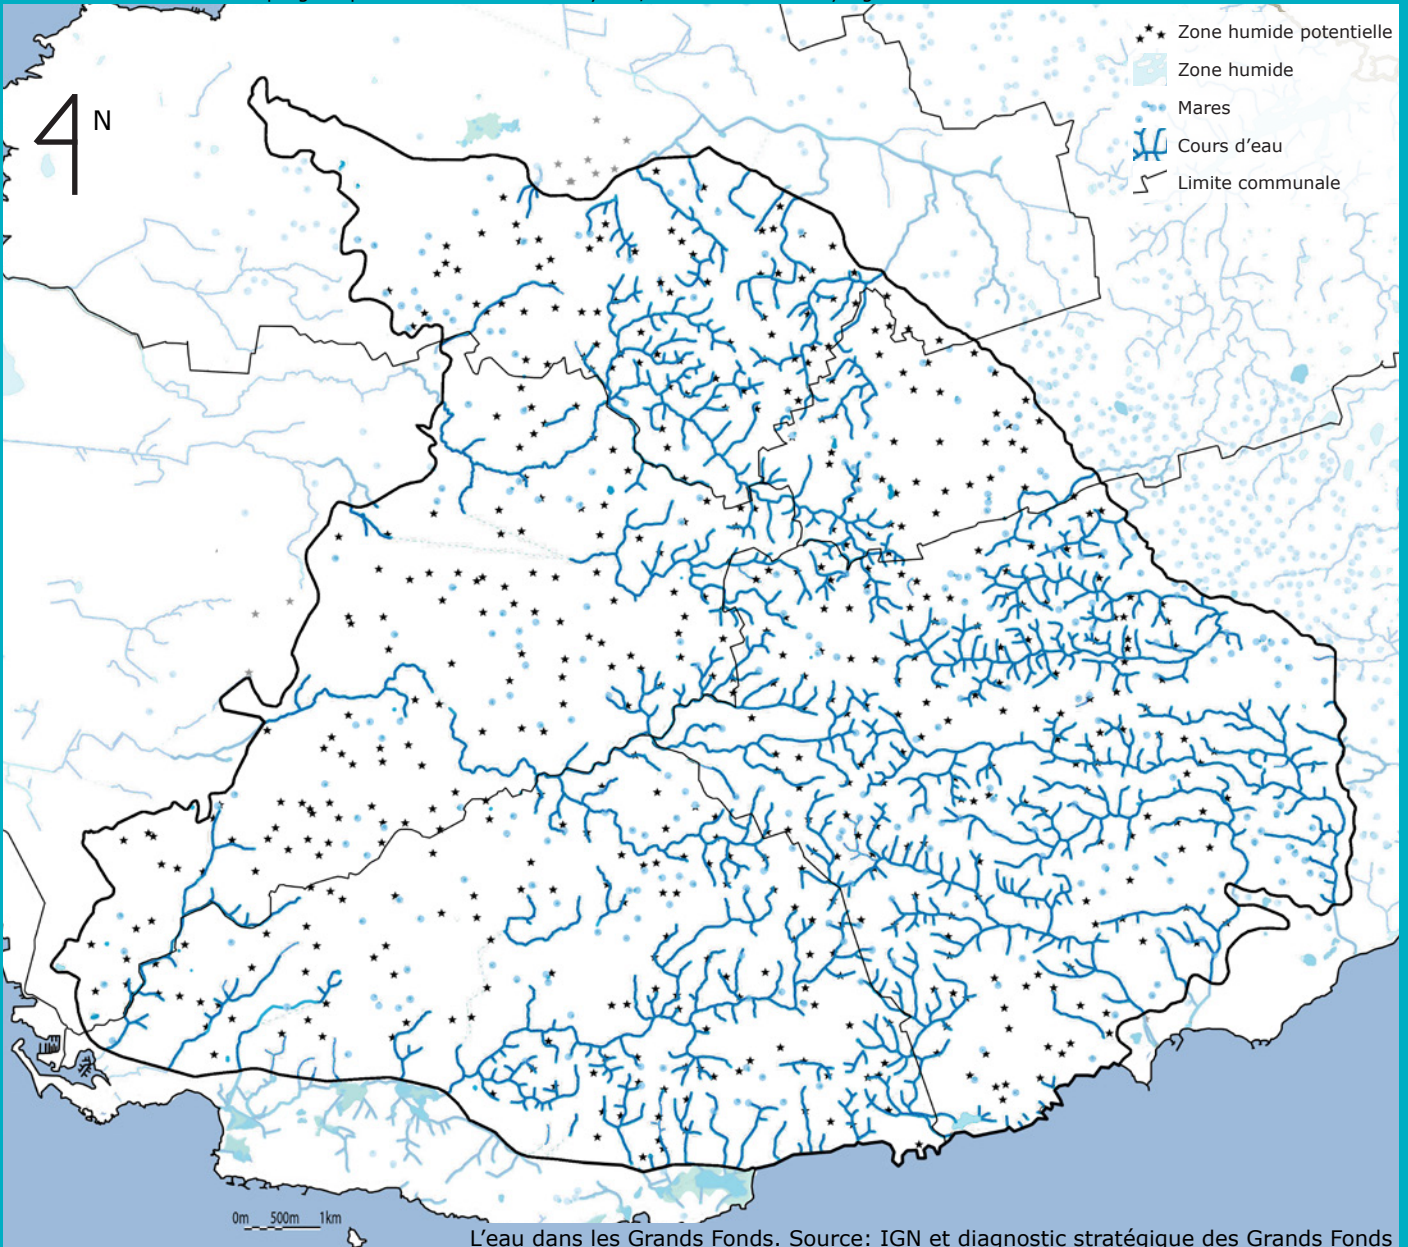 Zone humide potentielle
Zone humide
Mares
Cours d'eau
Limite communale
N
0m 500m 1km
L'eau dans les Grands Fonds. Source: IGN et diagnostic stratégique des Grands Fonds